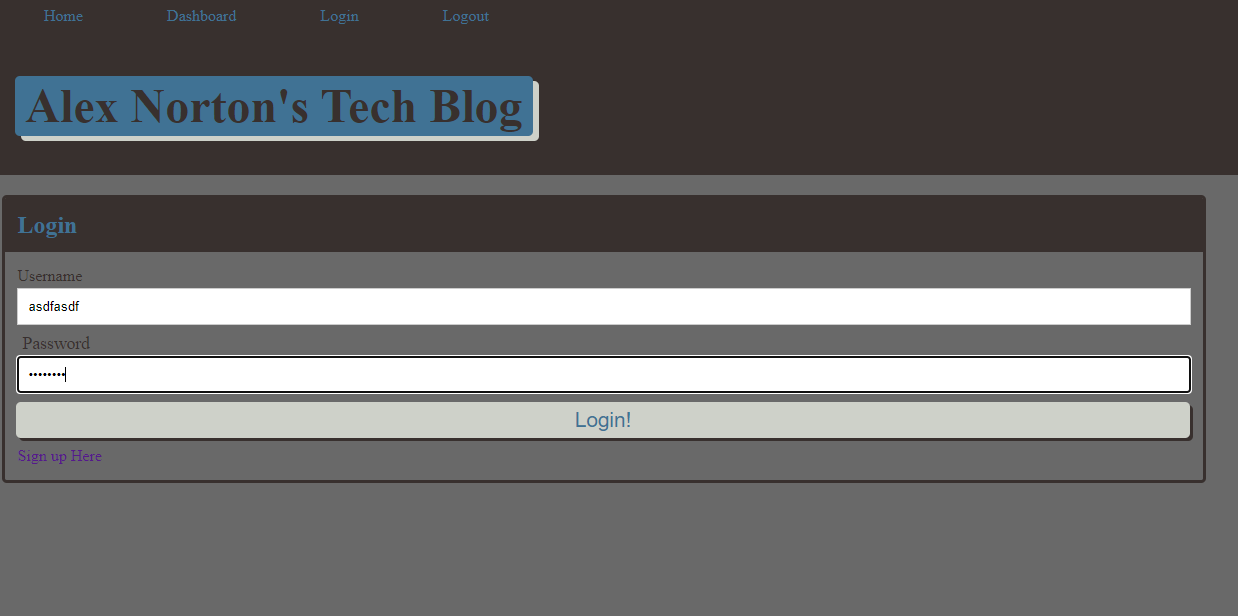 Home Dashboard Login Logout
Alex Norton's Tech Blog
Login
Username
asdfasdf
Password
••••••••
Login!
Sign up Here